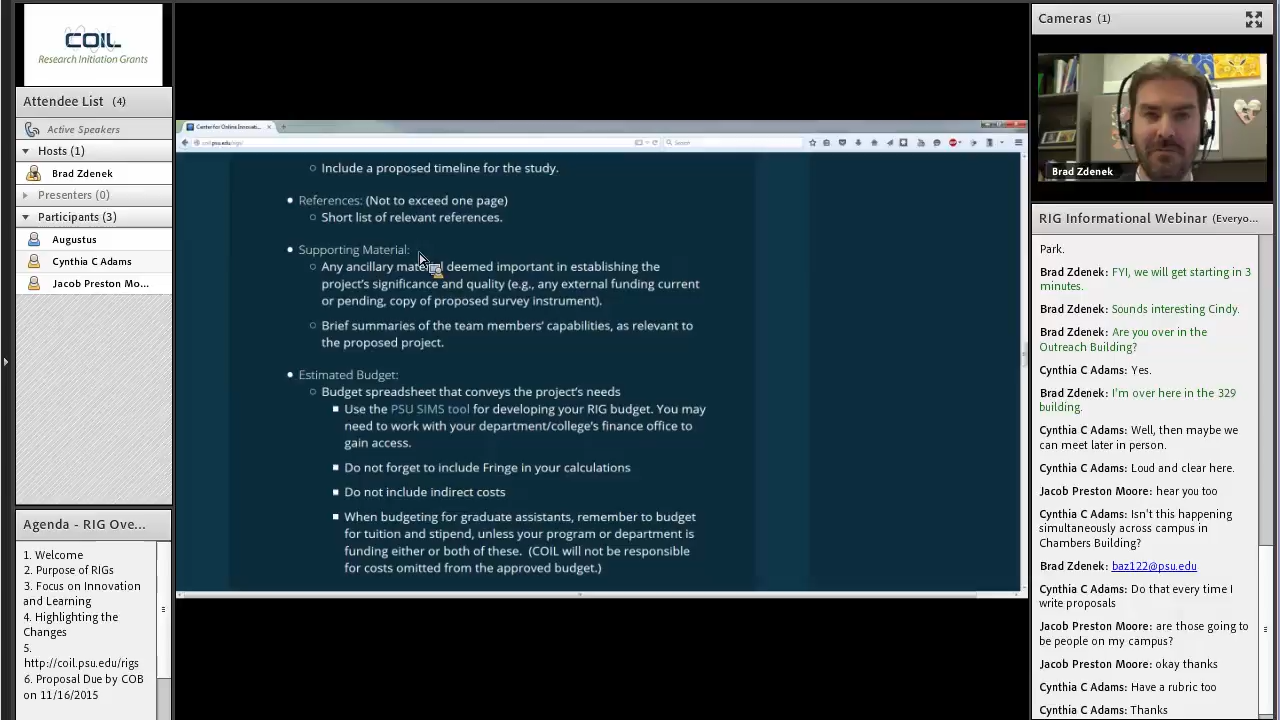 COIL
Research Initiation Grants
Attendee List (4)
Active Speakers
Hosts (1)
Brad Zdenek
Presenters (0)
Participants (3)
Augustus
Cynthia C Adams
Jacob Preston Mo...
Agenda - RIG Ove...
1. Welcome
2. Purpose of RIGs
3. Focus on Innovation
and Learning
4. Highlighting the
Changes
5.
http://coil.psu.edu/rigs
6. Proposal Due by COB
on 11/16/2015
Center for Online Innovati...
coil.psu.edu/rigs/
Search
Include a proposed timeline for the study.
References: (Not to exceed one page)
Short list of relevant references.
Supporting Material:
Any ancillary material deemed important in establishing the
project's significance and quality (e.g., any external funding current
or pending, copy of proposed survey instrument).
Brief summaries of the team members' capabilities, as relevant to
the proposed project.
Estimated Budget:
Budget spreadsheet that conveys the project's needs
Use the PSU SIMS tool for developing your RIG budget. You may
need to work with your department/college's finance office to
gain access.
Do not forget to include Fringe in your calculations
Do not include indirect costs
When budgeting for graduate assistants, remember to budget
for tuition and stipend, unless your program or department is
funding either or both of these. (COIL will not be responsible
for costs omitted from the approved budget.)
Cameras (1)
Brad Zdenek
RIG Informational Webinar (Everyo...
Park.
Brad Zdenek: FYI, we will get starting in 3
minutes.
Brad Zdenek: Sounds interesting Cindy.
Brad Zdenek: Are you over in the
Outreach Building?
Cynthia C Adams: Yes.
Brad Zdenek: I'm over here in the 329
building.
Cynthia C Adams: Well, then maybe we
can meet later in person.
Cynthia C Adams: Loud and clear here.
Jacob Preston Moore: hear you too
Cynthia C Adams: Isn't this happening
simultaneously across campus in
Chambers Building?
Brad Zdenek: baz122@psu.edu
Cynthia C Adams: Do that every time I
write proposals
Jacob Preston Moore: are those going to
be people on my campus?
Jacob Preston Moore: okay thanks
Cynthia C Adams: Have a rubric too
Cynthia C Adams: Thanks